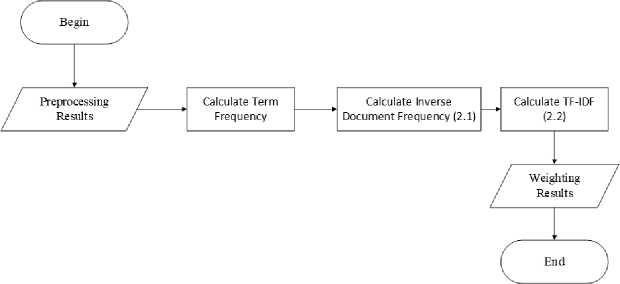 Begin
Preprocessing
Results
Calculate Term
Frequency
Calculate Inverse
Document Frequency (2.1)
Calculate TF-IDF
(2.2)
Weighting
Results
End